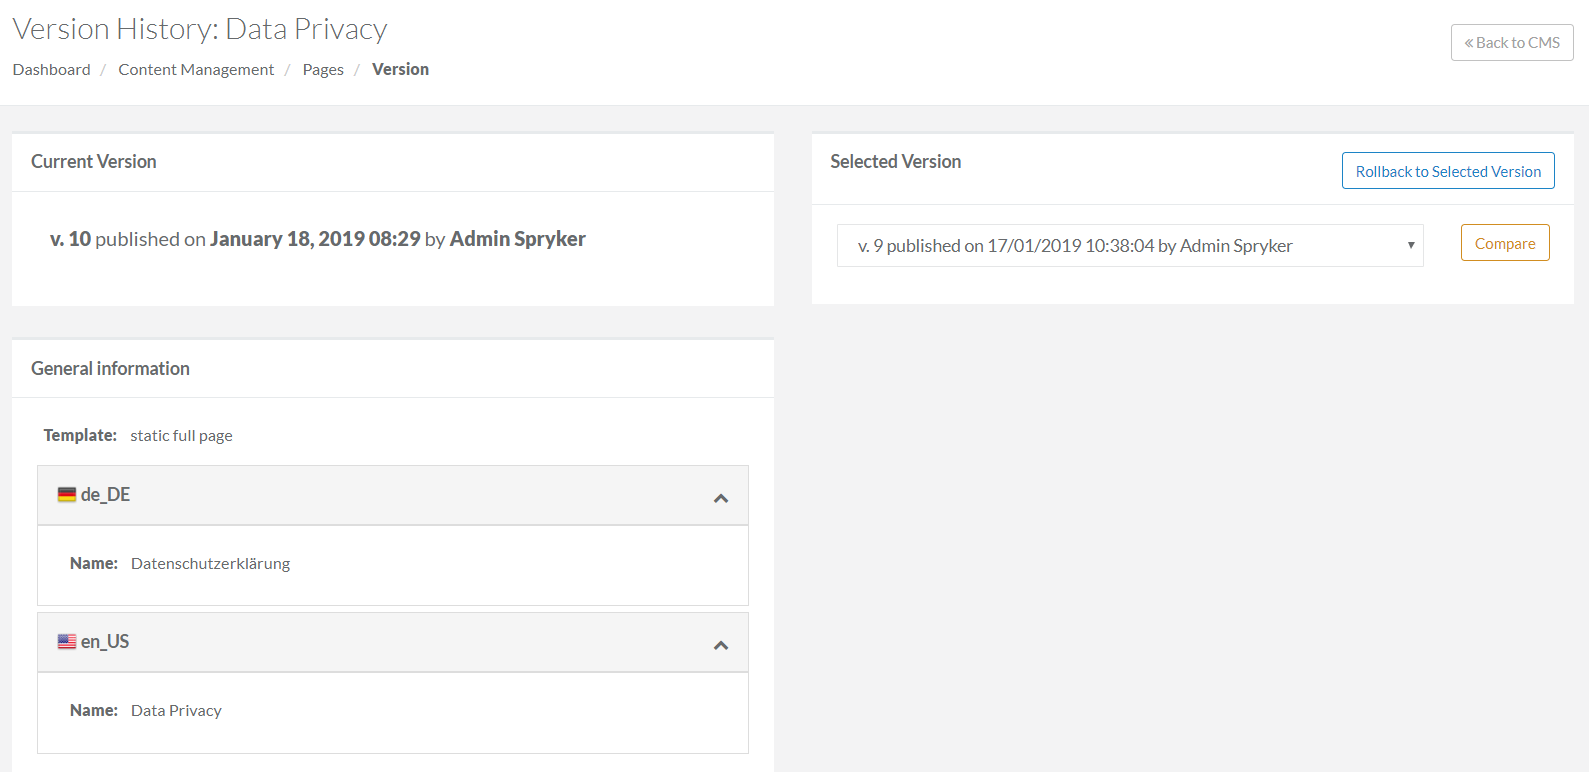 Version History: Data Privacy
« Back to CMS
Dashboard / Content Management / Pages / Version
Current Version
v. 10 published on January 18, 2019 08:29 by Admin Spryker
Selected Version
Rollback to Selected Version
v. 9 published on 17/01/2019 10:38:04 by Admin Spryker
Compare
General information
Template: static full page
de_DE
Name: Datenschutzerklärung
en_US
Name: Data Privacy